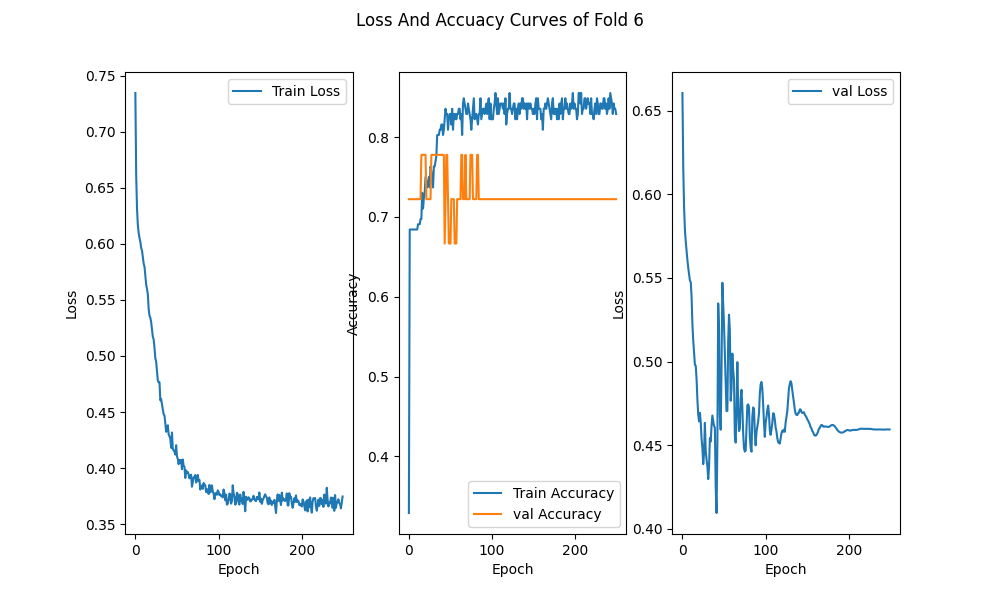 Loss And Accuacy Curves of Fold 6
Train Loss
0.75
0.70
0.65
0.60
0.55
0.50
0.45
0.40
0.35
Loss
0 100 200
Epoch
0.8
0.7
0.6
0.5
0.4
Accuracy
Train Accuracy
val Accuracy
0 100 200
Epoch
val Loss
0.65
0.60
0.55
0.50
0.45
0.40
Loss
0 100 200
Epoch